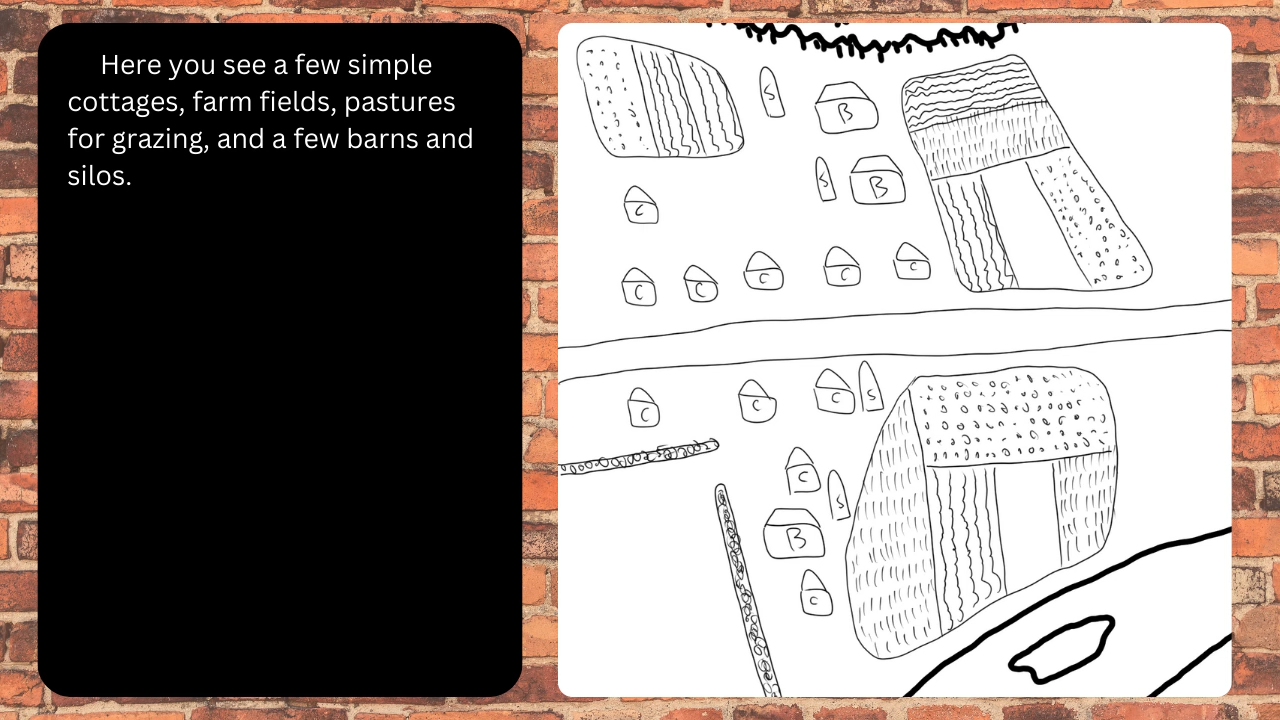 Here you see a few simple
cottages, farm fields, pastures
for grazing, and a few barns and
silos.
S
B
S
B
C
C
C
C
C
C
C
C
C
S
C
S
B
C